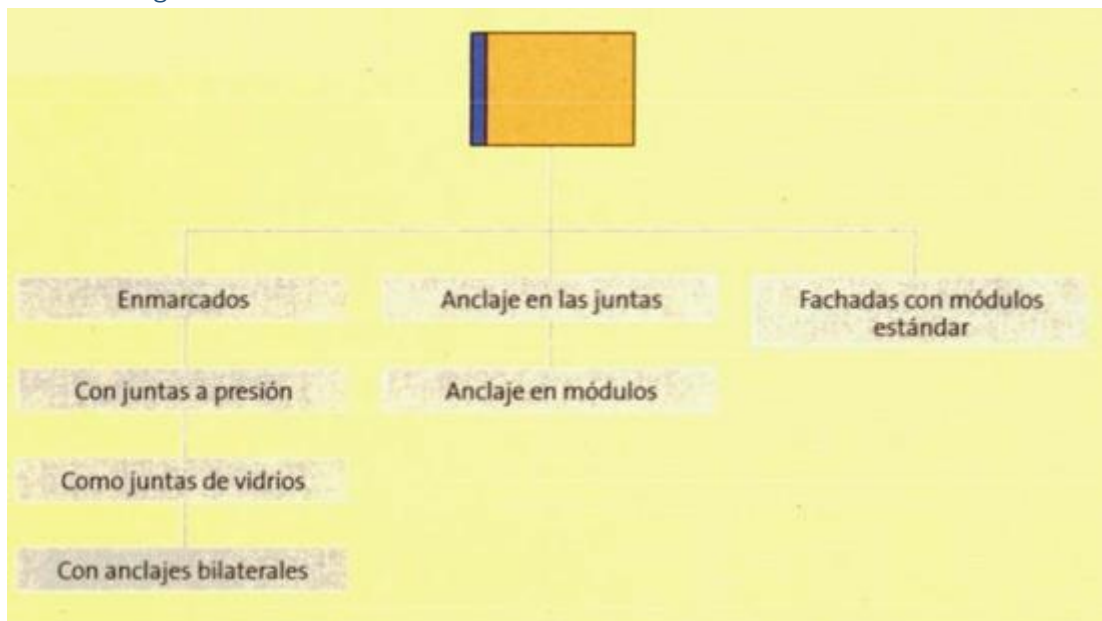 Enmarcados
Anclaje en las juntas
Fachadas con módulos
estándar
Con juntas a presión
Anclaje en módulos
Como juntas de vidrios
Con anclajes bilaterales